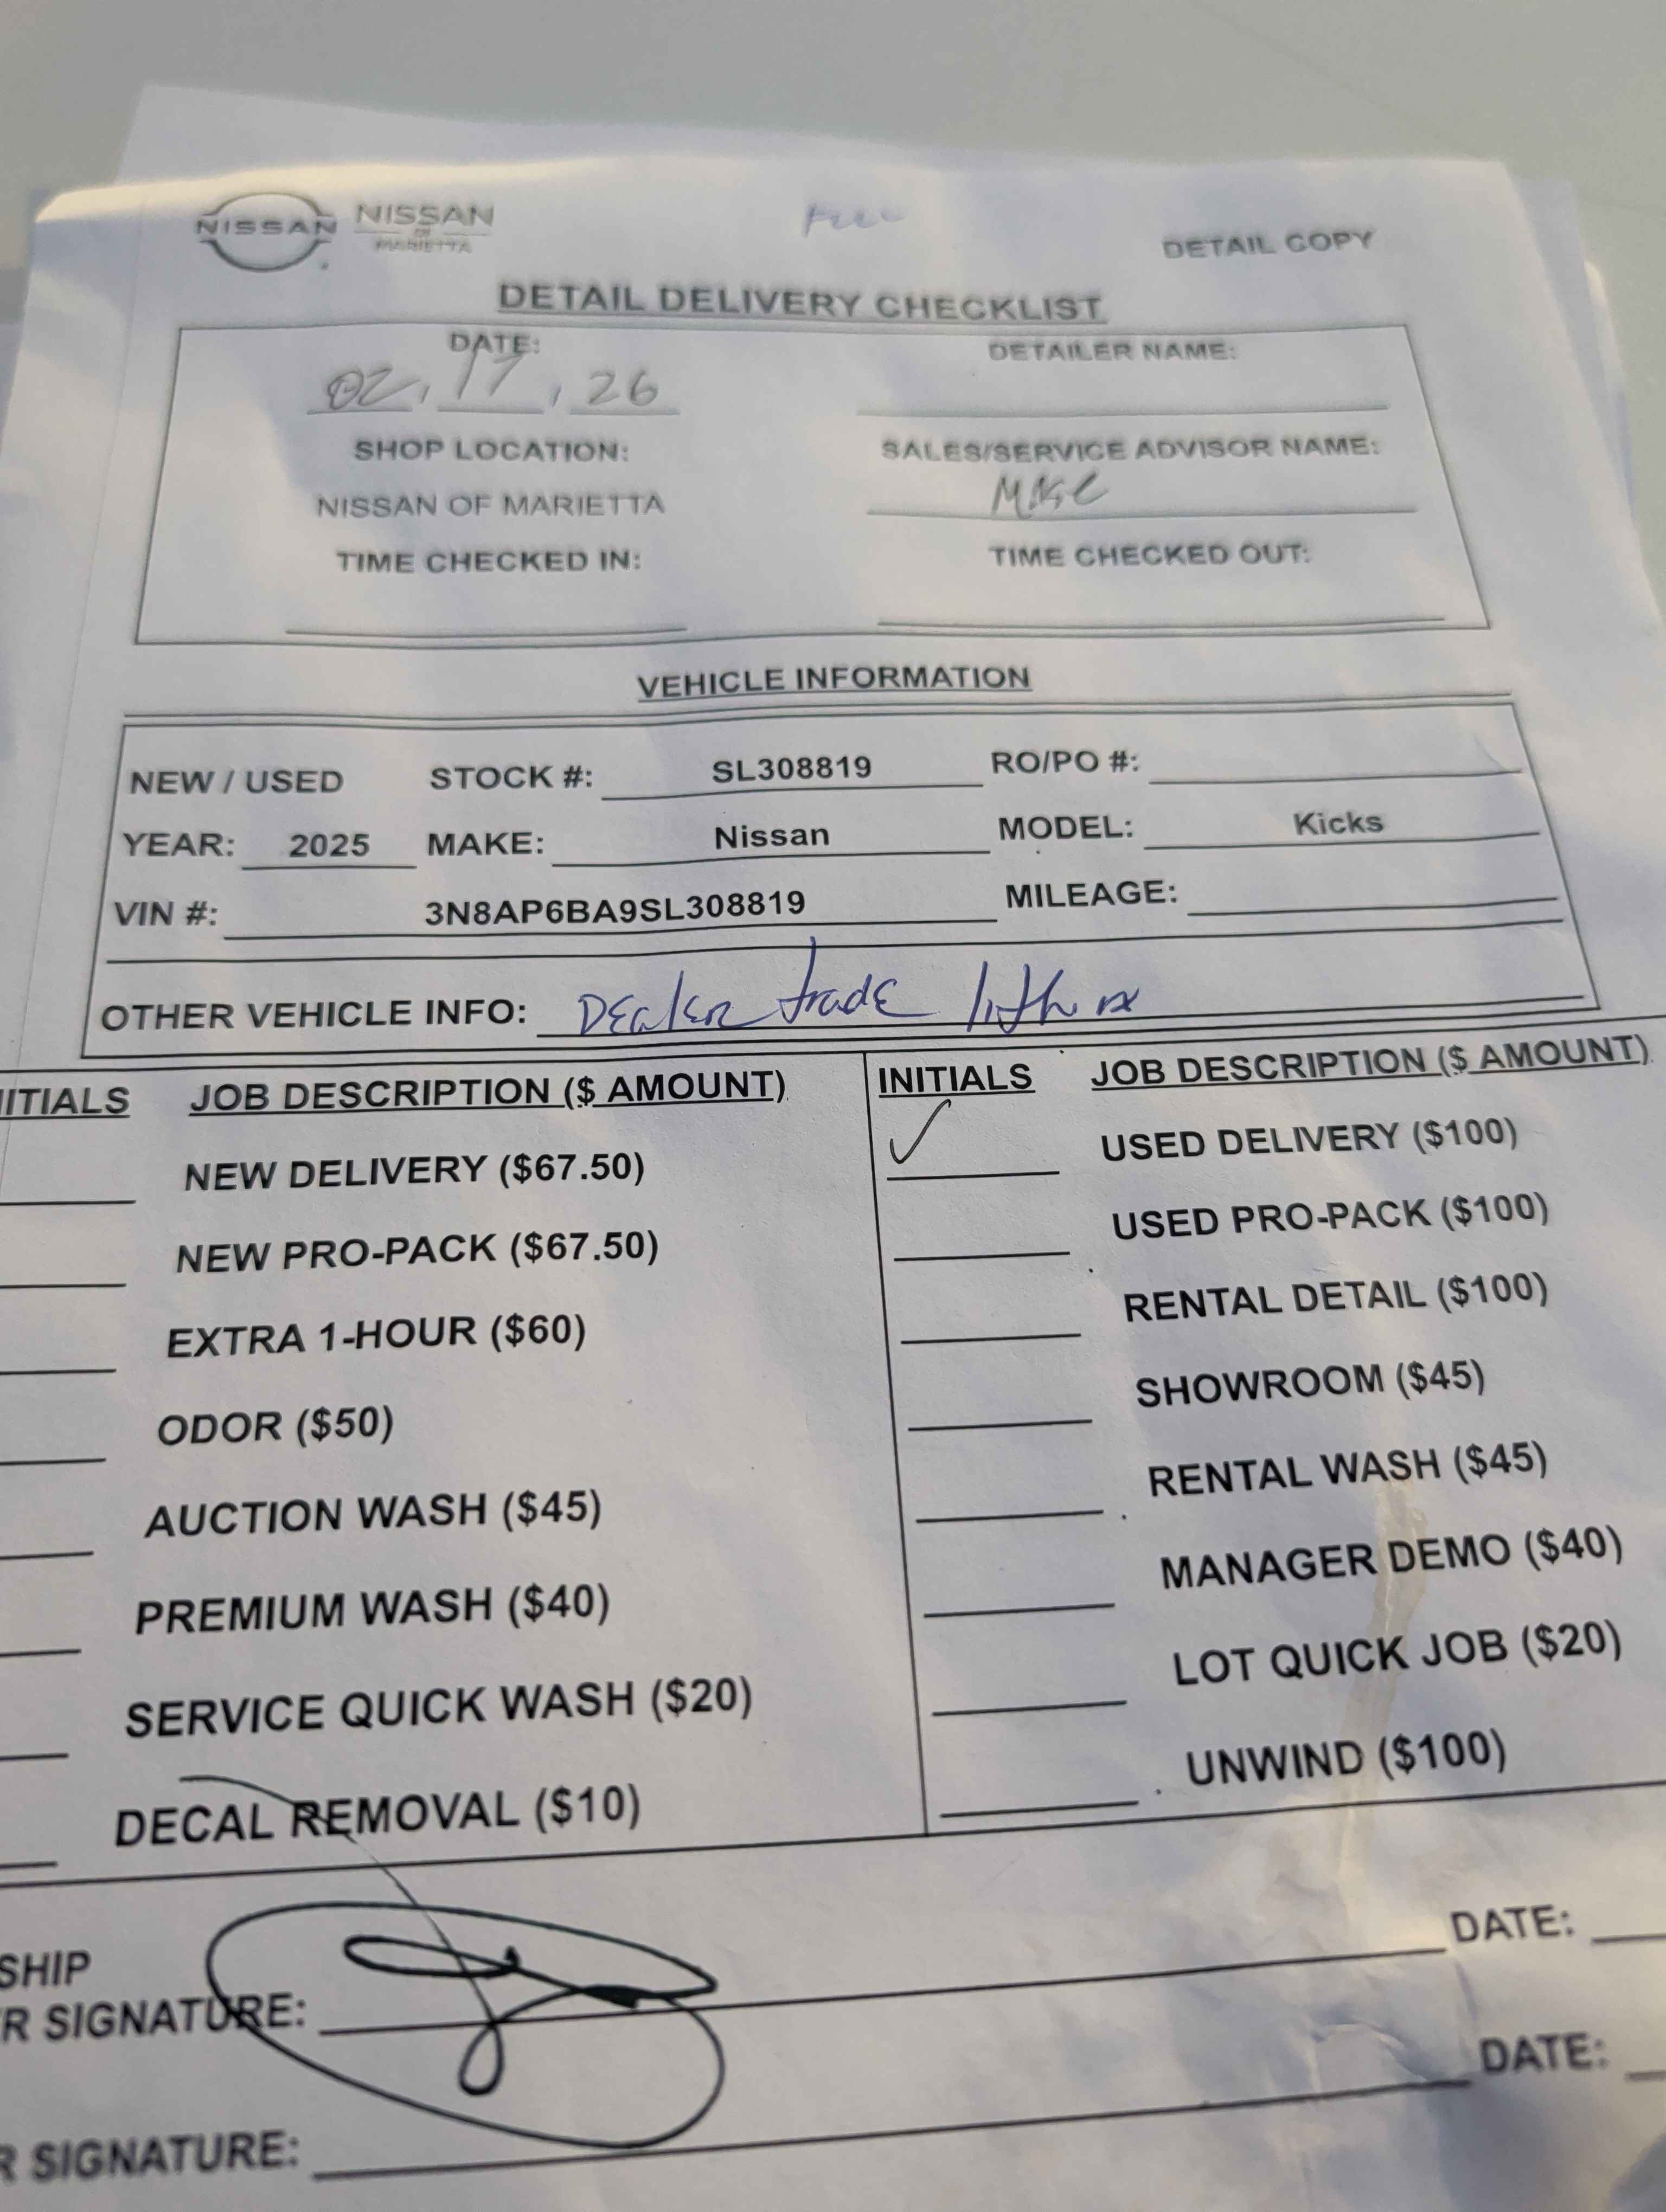 NISSAN NISSAN OF MARIETTA
DETAIL COPY
DETAIL DELIVERY CHECKLIST
DATE: DETAILER NAME:
02, 17, 26
SHOP LOCATION: SALES/SERVICE ADVISOR NAME:
NISSAN OF MARIETTA
TIME CHECKED IN: TIME CHECKED OUT:
VEHICLE INFORMATION
NEW / USED STOCK #: SL308819 RO/PO #:
YEAR: 2025 MAKE: Nissan MODEL: Kicks
VIN #: 3N8AP6BA9SL308819 MILEAGE:
OTHER VEHICLE INFO: Dealer trade
ITIALS JOB DESCRIPTION ($ AMOUNT) INITIALS JOB DESCRIPTION ($ AMOUNT)
NEW DELIVERY ($67.50) ✓ USED DELIVERY ($100)
NEW PRO-PACK ($67.50) USED PRO-PACK ($100)
EXTRA 1-HOUR ($60) RENTAL DETAIL ($100)
ODOR ($50) SHOWROOM ($45)
AUCTION WASH ($45) RENTAL WASH ($45)
PREMIUM WASH ($40) MANAGER DEMO ($40)
SERVICE QUICK WASH ($20) LOT QUICK JOB ($20)
DECAL REMOVAL ($10) UNWIND ($100)
SHIP
R SIGNATURE: DATE:
R SIGNATURE: DATE: